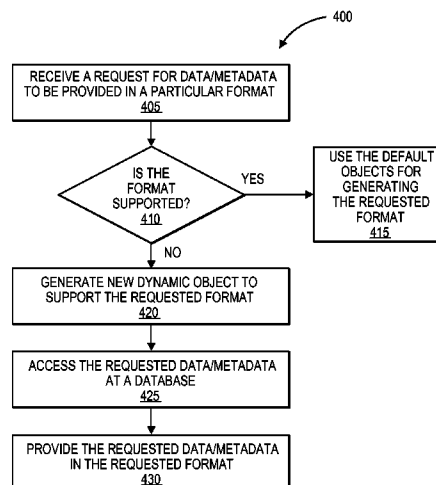 400
RECEIVE A REQUEST FOR DATA/METADATA
TO BE PROVIDED IN A PARTICULAR FORMAT
405
IS THE
FORMAT
SUPPORTED?
410
YES
USE THE DEFAULT
OBJECTS FOR
GENERATING
THE REQUESTED
FORMAT
415
NO
GENERATE NEW DYNAMIC OBJECT TO
SUPPORT THE REQUESTED FORMAT
420
ACCESS THE REQUESTED DATA/METADATA
AT A DATABASE
425
PROVIDE THE REQUESTED DATA/METADATA
IN THE REQUESTED FORMAT
430